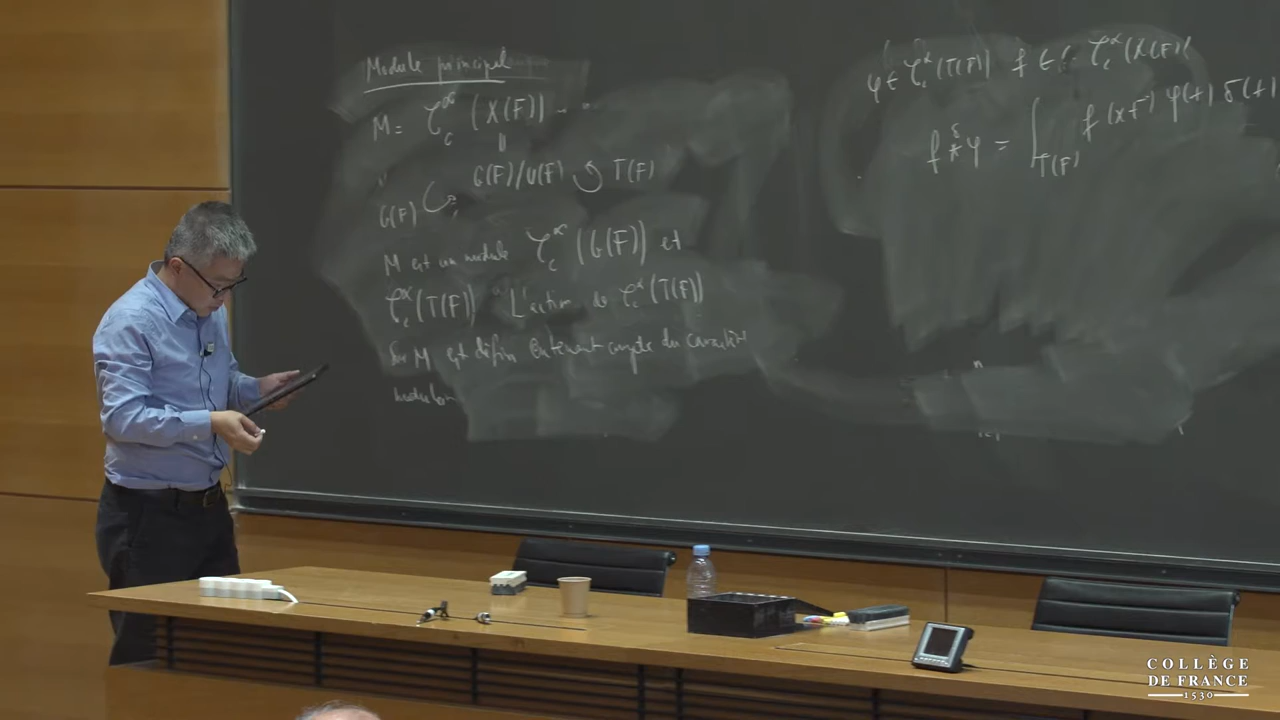 Module principal
M = C_c^∞ (X(F))
"
G(F)/U(F) ↺ T(F)
G(F)
M est un module C_c^∞ (G(F)) et
C_c^∞(T(F)) L'action de C_c^∞(T(F))
Sur M est défini en tenant compte du caractère
modulaire
φ ∈ C_c^∞(T(F)) f ∈ C_c^∞(X(F))
f *^δ φ = ∫_{T(F)} f(xt^-1) φ(t) δ(t)
COLLÈGE
DE FRANCE
1530